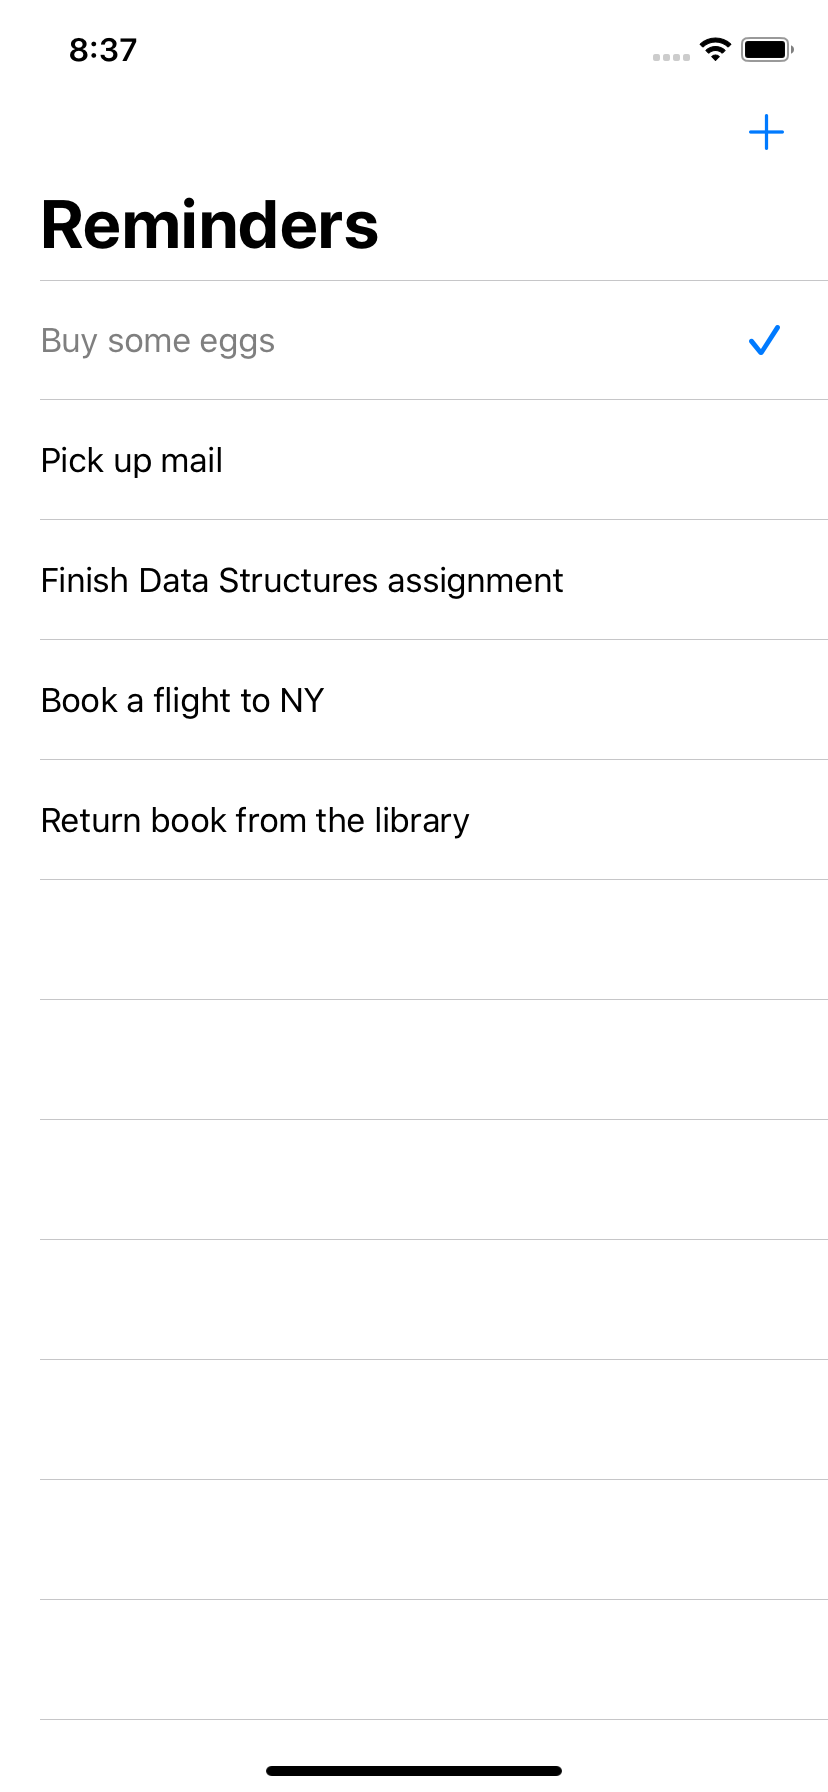 8:37
Reminders
Buy some eggs
Pick up mail
Finish Data Structures assignment
Book a flight to NY
Return book from the library